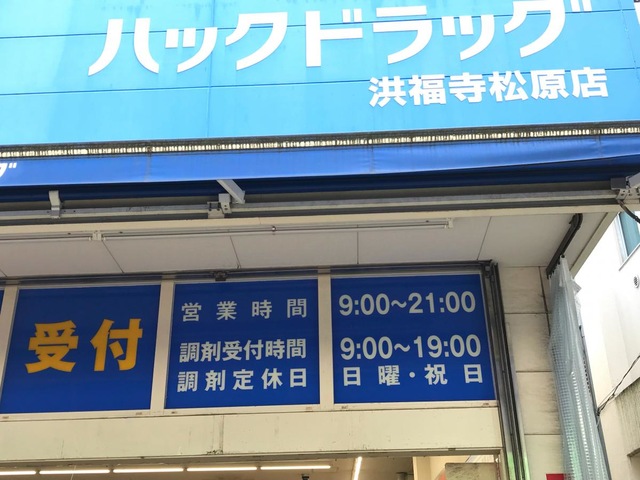 ハックドラッグ
洪福寺松原店
グ
受付
営業時間 9:00~21:00
調剤受付時間 9:00~19:00
調剤定休日 日曜・祝日